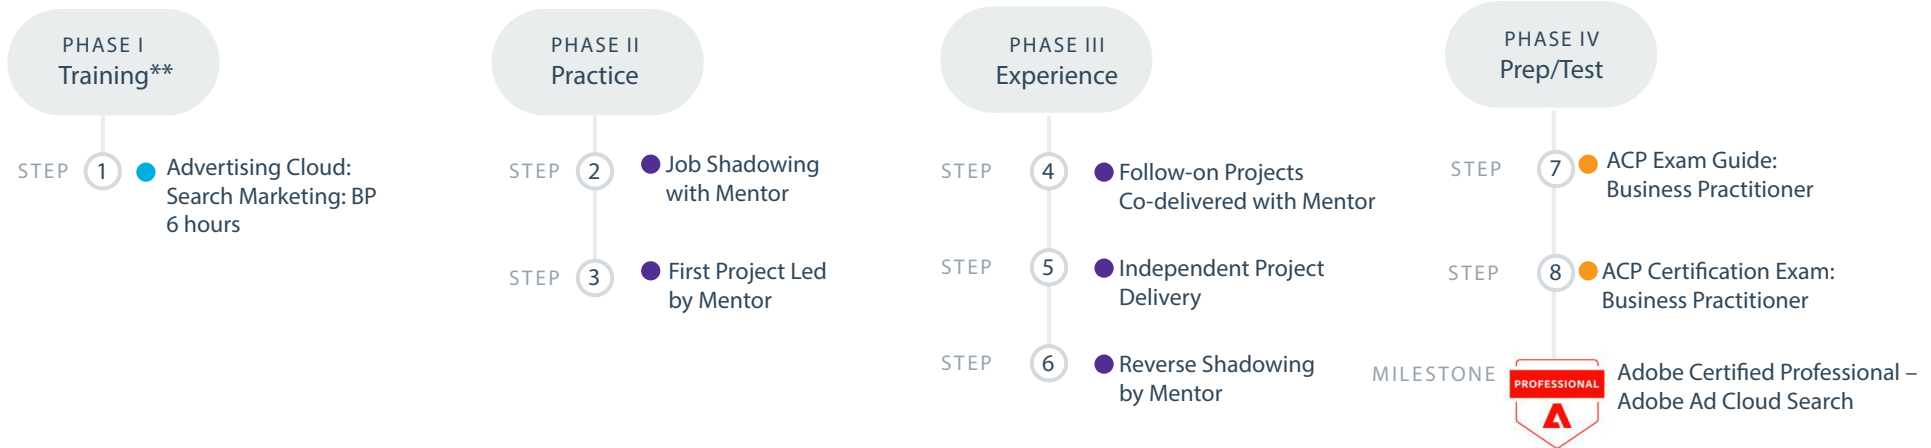 PHASE I
Training**
STEP 1 Advertising Cloud:
Search Marketing: BP
6 hours
PHASE II
Practice
STEP 2 Job Shadowing
with Mentor
STEP 3 First Project Led
by Mentor
PHASE III
Experience
STEP 4 Follow-on Projects
Co-delivered with Mentor
STEP 5 Independent Project
Delivery
STEP 6 Reverse Shadowing
by Mentor
PHASE IV
Prep/Test
STEP 7 ACP Exam Guide:
Business Practitioner
STEP 8 ACP Certification Exam:
Business Practitioner
MILESTONE PROFESSIONAL Adobe Certified Professional –
Adobe Ad Cloud Search